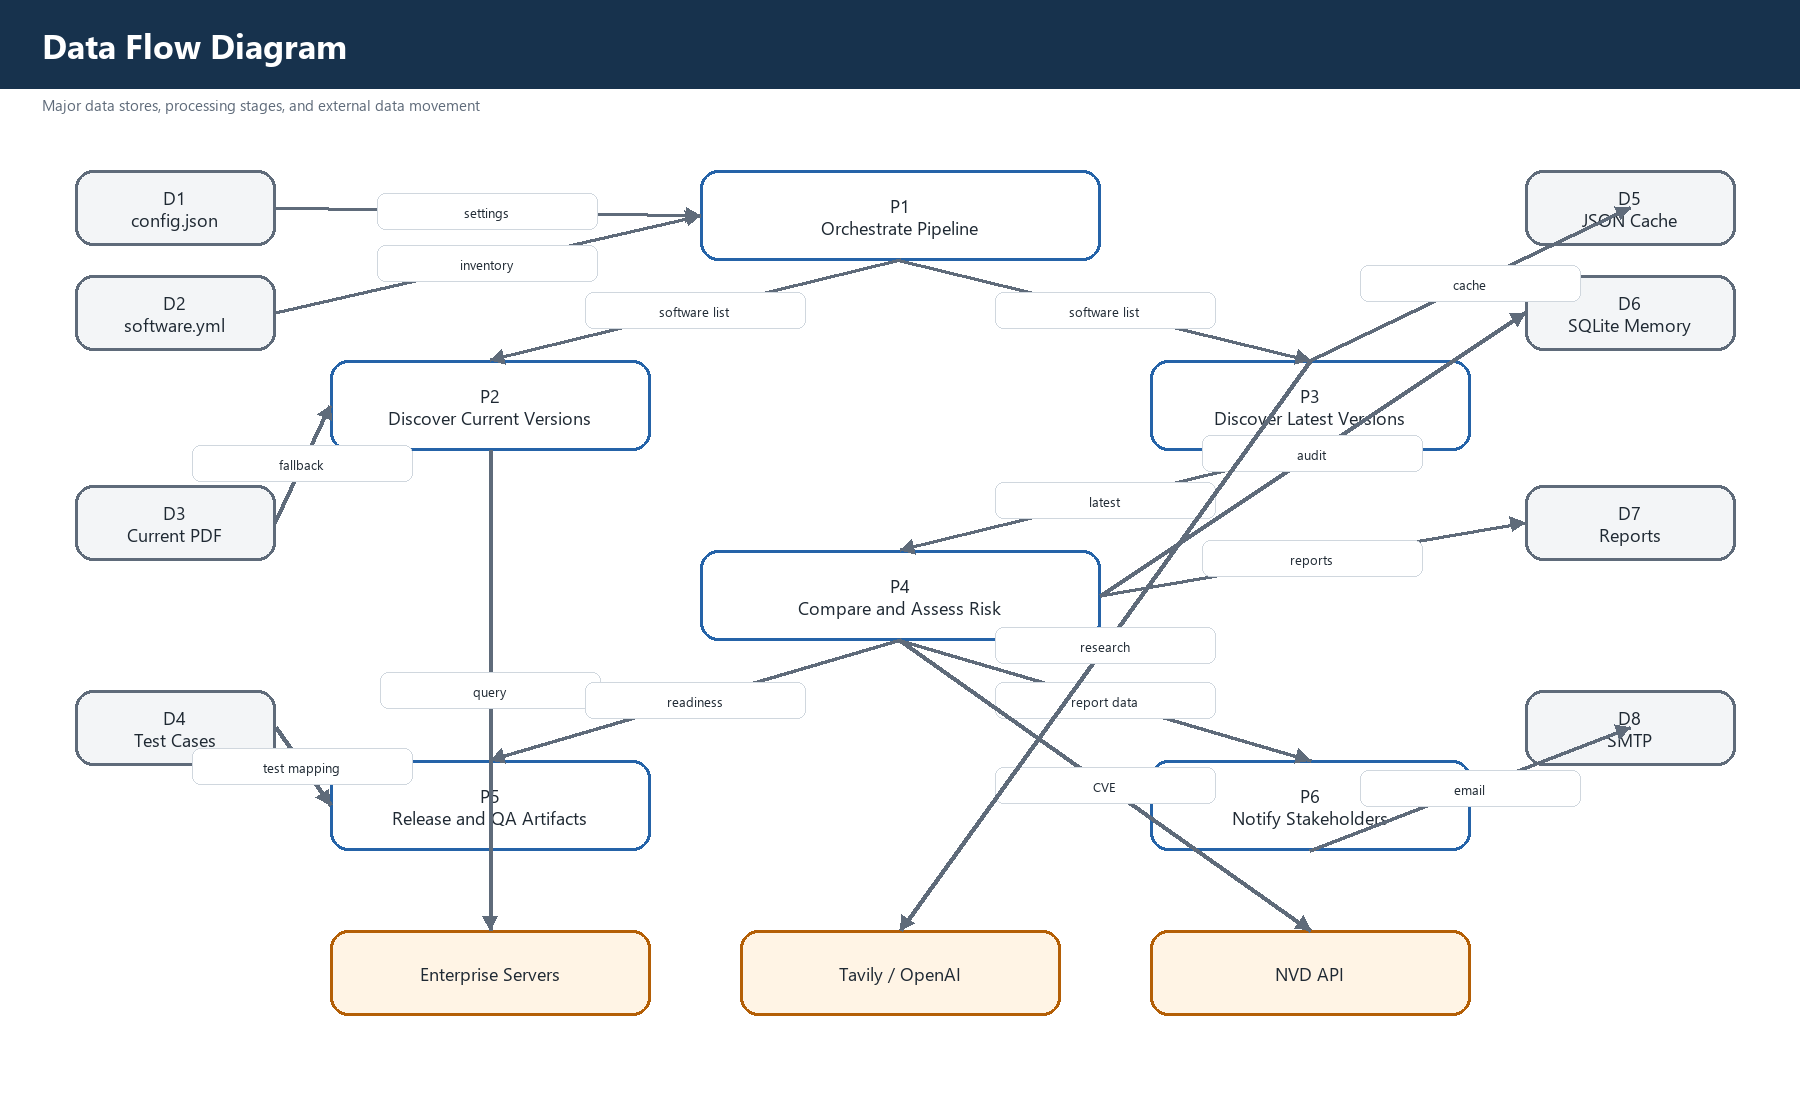 Data Flow Diagram
Major data stores, processing stages, and external data movement
D1
config.json
settings
P1
Orchestrate Pipeline
D5
JSON Cache
inventory
cache
D2
software.yml
software list
software list
D6
SQLite Memory
P2
Discover Current Versions
P3
Discover Latest Versions
fallback
audit
latest
D3
Current PDF
D7
Reports
reports
P4
Compare and Assess Risk
research
query
readiness
report data
D4
Test Cases
D8
SMTP
test mapping
CVE
email
P5
Release and QA Artifacts
P6
Notify Stakeholders
Enterprise Servers
Tavily / OpenAI
NVD API